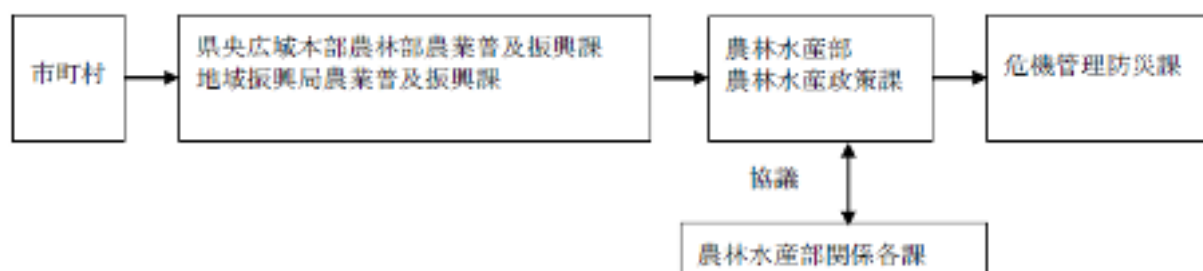 市町村
県央広域本部農林部農業普及振興課
地域振興局農業普及振興課
農林水産部
農林水産政策課
危機管理防災課
協議
農林水産部関係各課